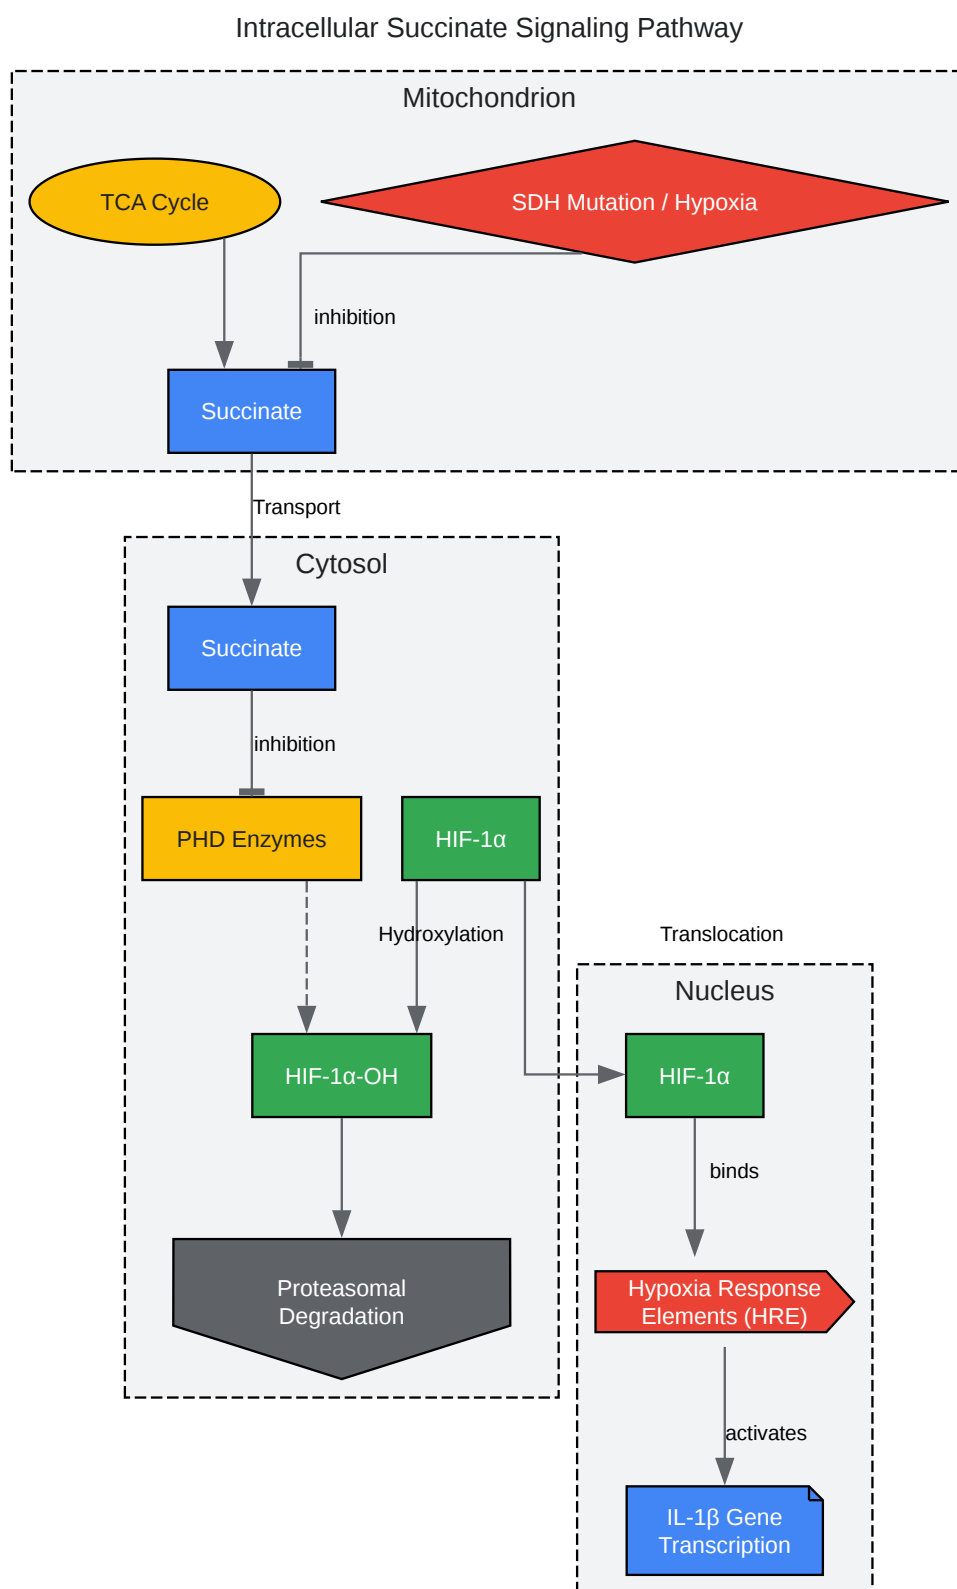 Intracellular Succinate Signaling Pathway
Mitochondrion
TCA Cycle
SDH Mutation / Hypoxia
inhibition
Succinate
Transport
Cytosol
Succinate
inhibition
PHD Enzymes
HIF-1α
Hydroxylation
Translocation
Nucleus
HIF-1α-OH
HIF-1α
binds
Proteasomal
Degradation
Hypoxia Response
Elements (HRE)
activates
IL-1β Gene
Transcription